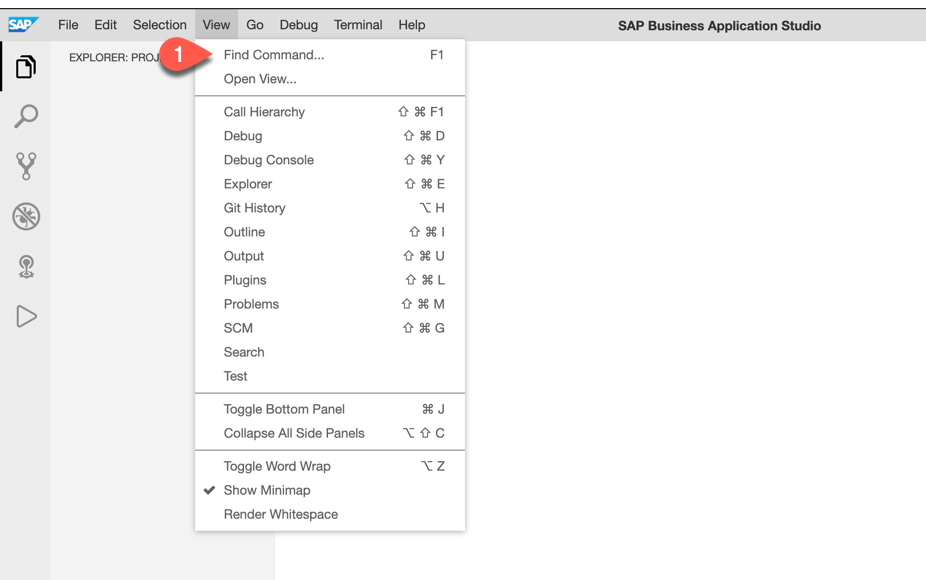 SAP File Edit Selection View Go Debug Terminal Help SAP Business Application Studio
EXPLORER: PROJ
1
Find Command... F1
Open View...
Call Hierarchy ⇧ ⌘ F1
Debug ⇧ ⌘ D
Debug Console ⇧ ⌘ Y
Explorer ⇧ ⌘ E
Git History ⌥ H
Outline ⇧ ⌘ I
Output ⇧ ⌘ U
Plugins ⇧ ⌘ L
Problems ⇧ ⌘ M
SCM ⇧ ⌘ G
Search
Test
Toggle Bottom Panel ⌘ J
Collapse All Side Panels ⌥ ⇧ C
Toggle Word Wrap ⌥ Z
✔ Show Minimap
Render Whitespace